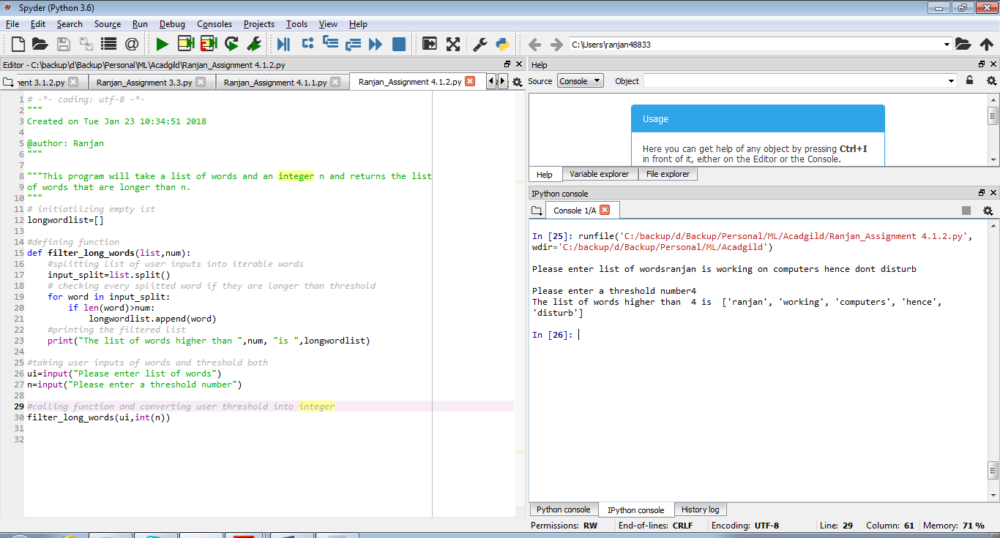 Spyder (Python 3.6)
File Edit Search Source Run Debug Consoles Projects Tools View Help
C:\Users\ranjan48833
Editor - C:\backup\d\Backup\Personal\ML\Acadgild\Ranjan_Assignment 4.1.2.py
ment 3.1.2.py Ranjan_Assignment 3.3.py Ranjan_Assignment 4.1.1.py Ranjan_Assignment 4.1.2.py
1 # -*- coding: utf-8 -*-
2 """
3 Created on Tue Jan 23 10:34:51 2018
4
5 @author: Ranjan
6 """
7
8 """This program will take a list of words and an integer n and returns the list
9 of words that are longer than n.
10 """
11 # initiatlizing empty ist
12 longwordlist=[]
13
14 #defining function
15 def filter_long_words(list,num):
16     #splitting list of user inputs into iterable words
17     input_split=list.split()
18     # checking every splitted word if they are longer than threshold
19     for word in input_split:
20         if len(word)>num:
21             longwordlist.append(word)
22     #printing the filtered list
23     print("The list of words higher than ",num, "is ",longwordlist)
24
25 #taking user inputs of words and threshold both
26 ui=input("Please enter list of words")
27 n=input("Please enter a threshold number")
28
29 #calling function and converting user threshold into integer
30 filter_long_words(ui,int(n))
31
32
Help
Source Console Object
Usage
Here you can get help of any object by pressing Ctrl+I
in front of it, either on the Editor or the Console.
Help Variable explorer File explorer
IPython console
Console 1/A
In [25]: runfile('C:/backup/d/Backup/Personal/ML/Acadgild/Ranjan_Assignment 4.1.2.py',
wdir='C:/backup/d/Backup/Personal/ML/Acadgild')
Please enter list of wordsranjan is working on computers hence dont disturb
Please enter a threshold number4
The list of words higher than  4 is  ['ranjan', 'working', 'computers', 'hence',
'disturb']
In [26]:
Python console IPython console History log
Permissions: RW End-of-lines: CRLF Encoding: UTF-8 Line: 29 Column: 61 Memory: 71 %